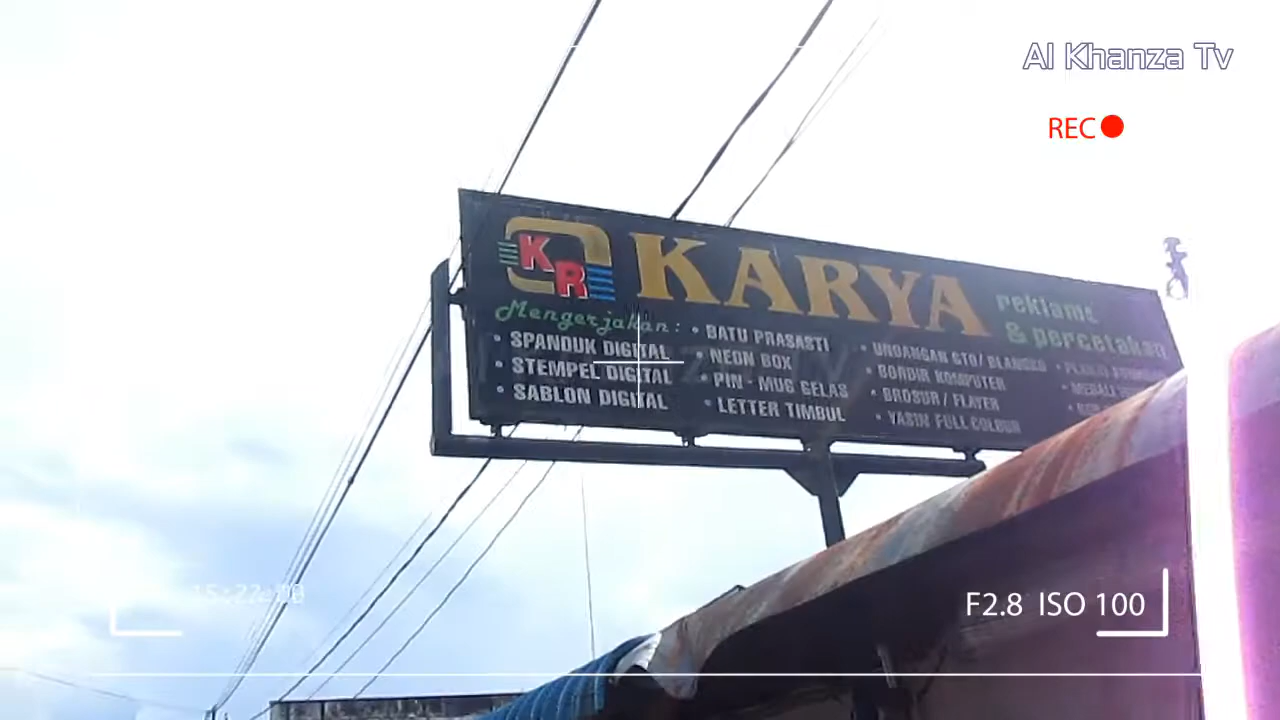 Al Khanza Tv
REC
KR
KARYA
reklame
& percetakan
Mengerjakan:
• SPANDUK DIGITAL
• STEMPEL DIGITAL
• SABLON DIGITAL
• BATU PRASASTI
• NEON BOX
• PIN - MUG GELAS
• LETTER TIMBUL
• UNDANGAN CTD/ BLANGKO
• BORDIR KOMPUTER
• BROSUR / FLAYER
• YASIN FULL COLOUR
F2.8 ISO 100